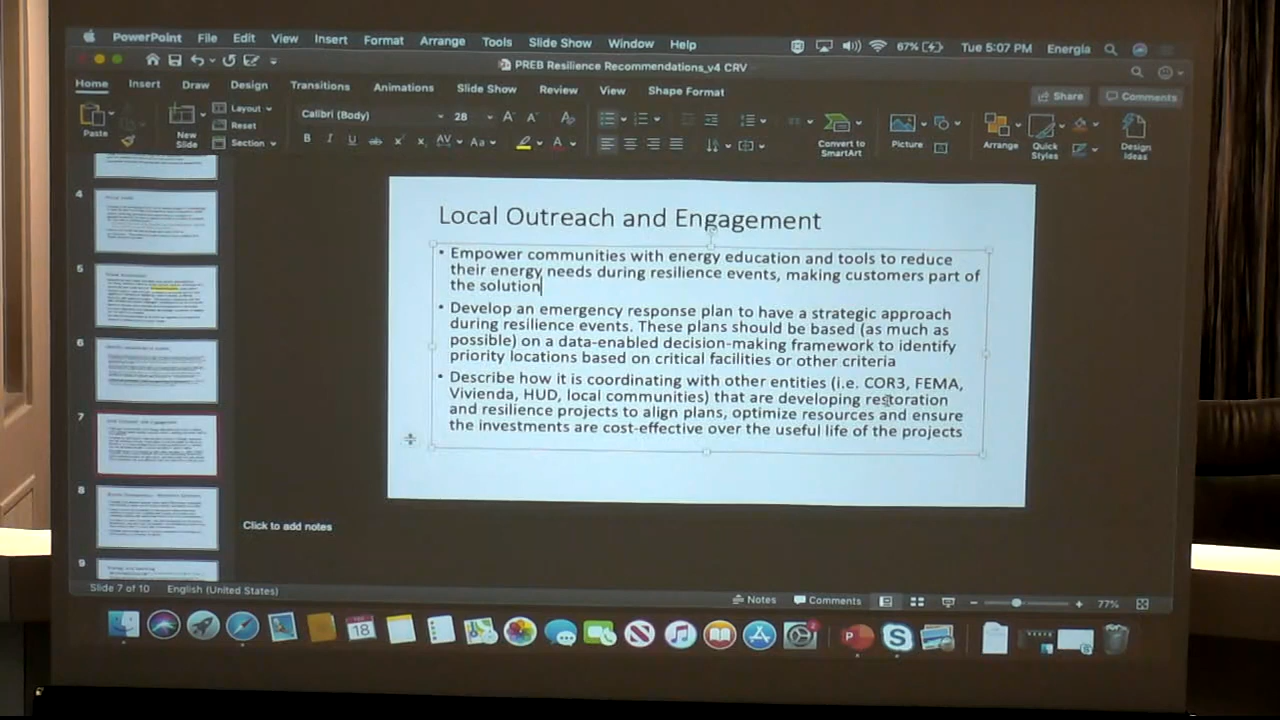 PowerPoint File Edit View Insert Format Arrange Tools Slide Show Window Help 67% Tue 5:07 PM Energia
PREB Resilience Recommendations_v4 CRV
Home Insert Draw Design Transitions Animations Slide Show Review View Shape Format Share Comments
Paste
New Slide
Layout
Reset
Section
Calibri (Body) 28
B I U
Convert to SmartArt
Picture
Arrange
Quick Styles
Design Ideas
4
5
6
7
8
9
Local Outreach and Engagement
• Empower communities with energy education and tools to reduce
their energy needs during resilience events, making customers part of
the solution
• Develop an emergency response plan to have a strategic approach
during resilience events. These plans should be based (as much as
possible) on a data-enabled decision-making framework to identify
priority locations based on critical facilities or other criteria
• Describe how it is coordinating with other entities (i.e. COR3, FEMA,
Vivienda, HUD, local communities) that are developing restoration
and resilience projects to align plans, optimize resources and ensure
the investments are cost-effective over the useful life of the projects
Click to add notes
Slide 7 of 10 English (United States) Notes Comments 77%
18